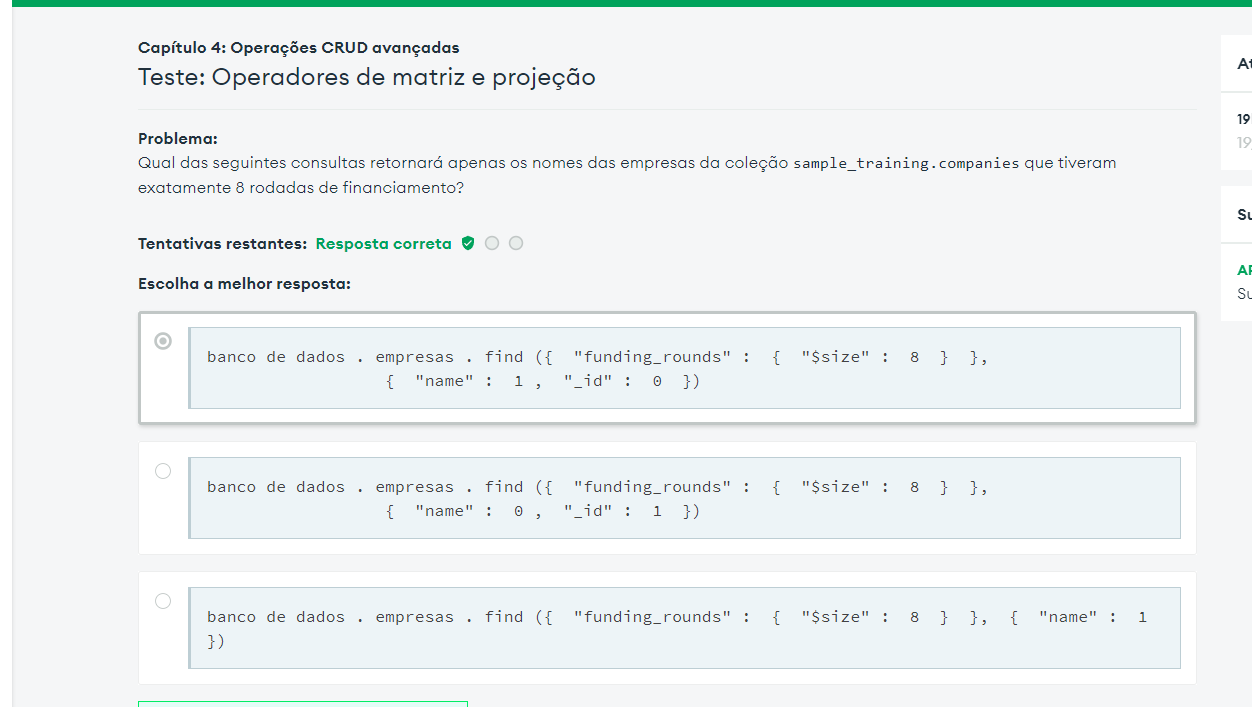 Capítulo 4: Operações CRUD avançadas
Teste: Operadores de matriz e projeção
Problema:
Qual das seguintes consultas retornará apenas os nomes das empresas da coleção sample_training.companies que tiveram
exatamente 8 rodadas de financiamento?
Tentativas restantes: Resposta correta
Escolha a melhor resposta:
banco de dados . empresas . find ({ "funding_rounds" : { "$size" : 8 } },
{ "name" : 1 , "_id" : 0 })
banco de dados . empresas . find ({ "funding_rounds" : { "$size" : 8 } },
{ "name" : 0 , "_id" : 1 })
banco de dados . empresas . find ({ "funding_rounds" : { "$size" : 8 } }, { "name" : 1
})
19